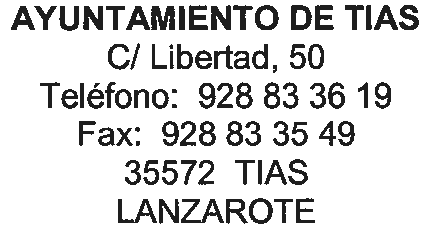 AYUNTAMIENTO DE TIAS
C/ Libertad, 50
Teléfono: 928 83 36 19
Fax: 928 83 35 49
35572 TIAS
LANZAROTE